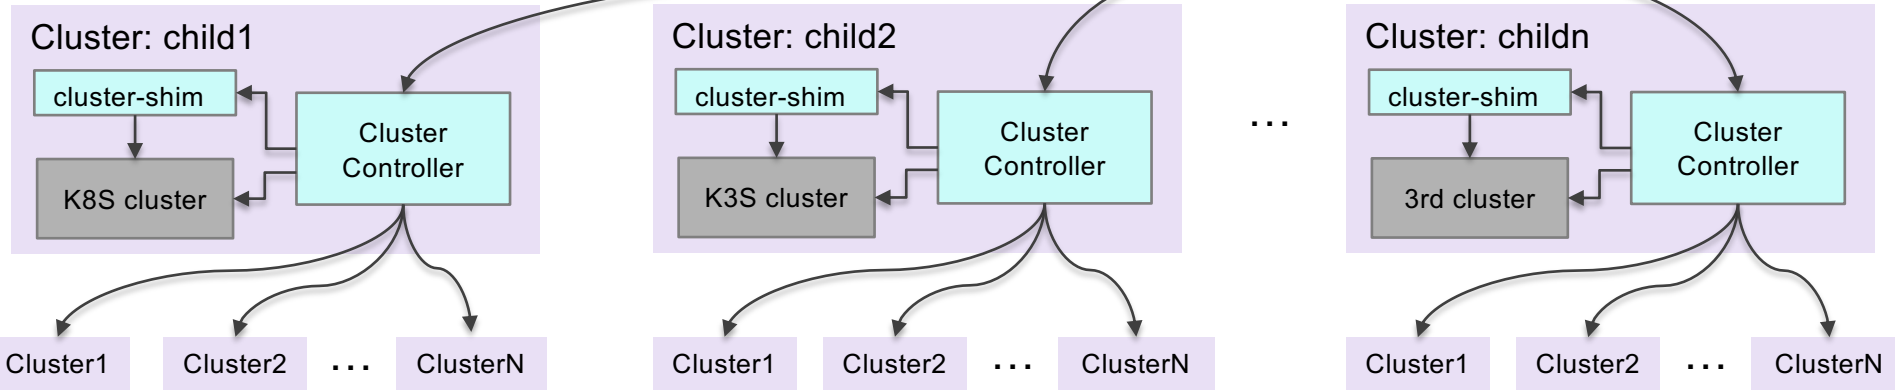 Cluster: child1
cluster-shim
Cluster
Controller
K8S cluster
Cluster1
Cluster2
...
ClusterN
Cluster: child2
cluster-shim
Cluster
Controller
K3S cluster
Cluster1
Cluster2
...
ClusterN
...
Cluster: childn
cluster-shim
Cluster
Controller
3rd cluster
Cluster1
Cluster2
...
ClusterN